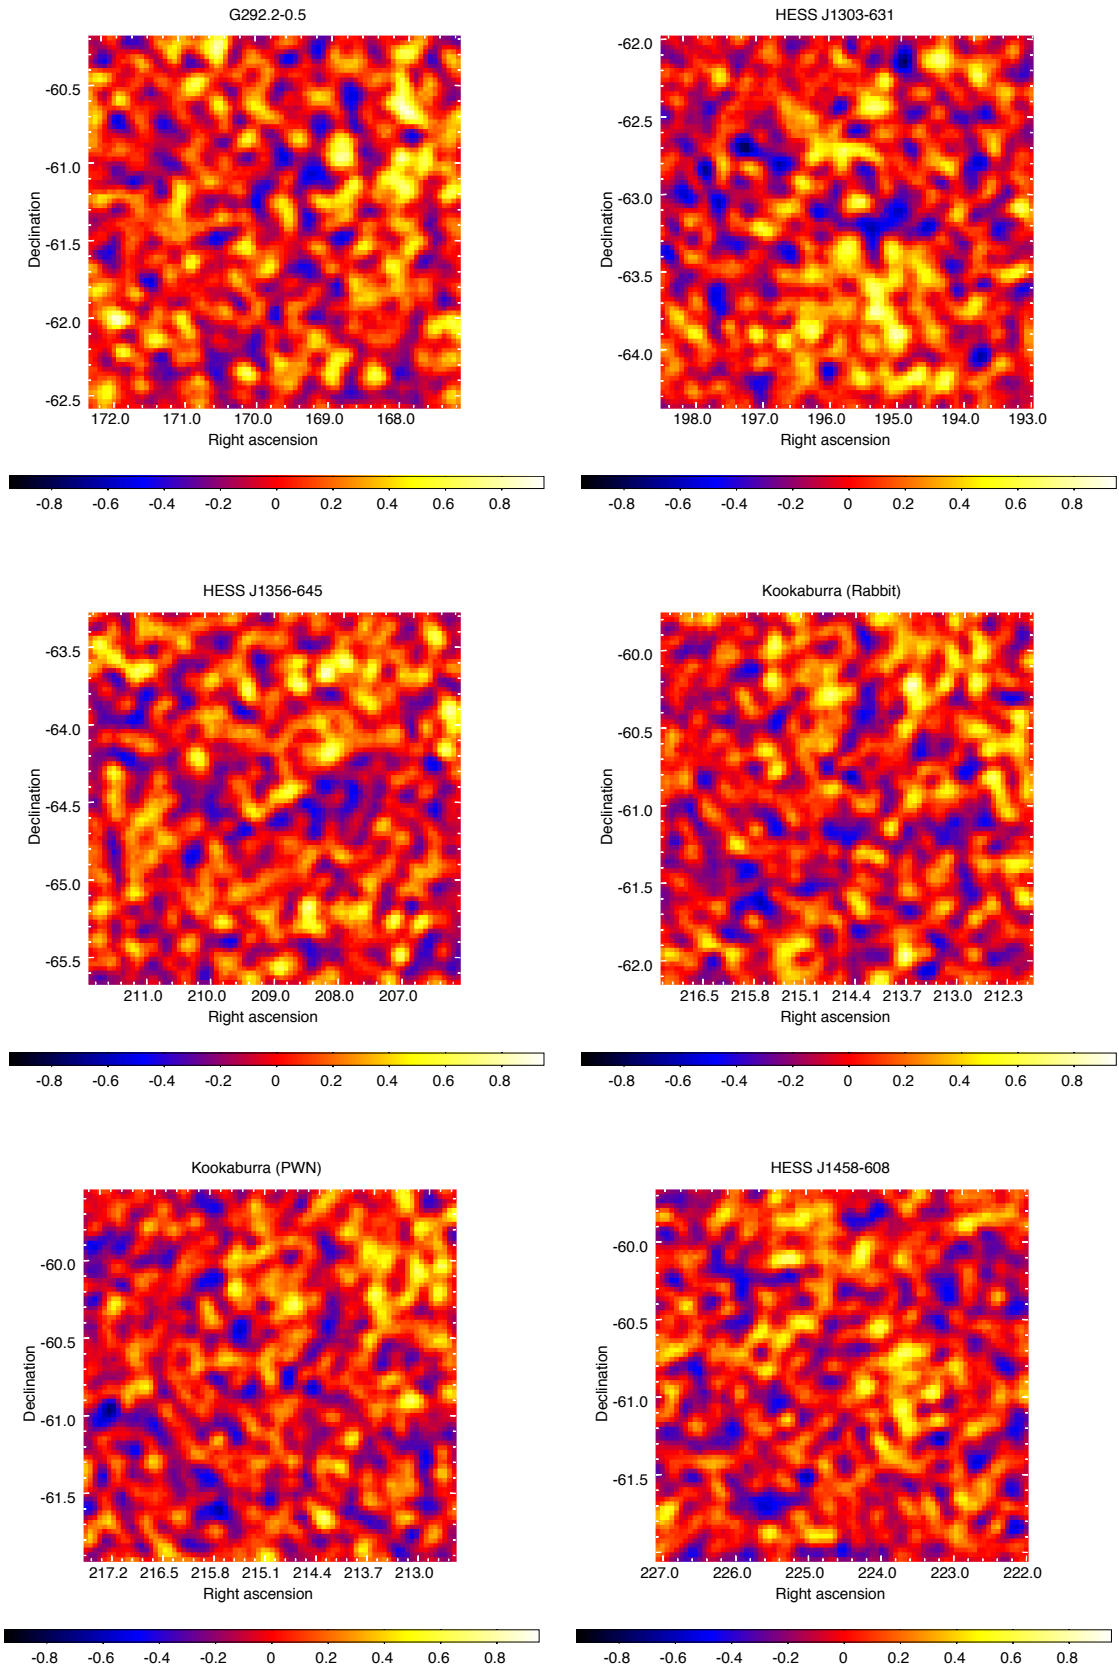 G292.2-0.5
-60.5
-61.0
-61.5
-62.0
-62.5
Declination
172.0 171.0 170.0 169.0 168.0
Right ascension
-0.8 -0.6 -0.4 -0.2 0 0.2 0.4 0.6 0.8
HESS J1303-631
-62.0
-62.5
-63.0
-63.5
-64.0
Declination
198.0 197.0 196.0 195.0 194.0 193.0
Right ascension
-0.8 -0.6 -0.4 -0.2 0 0.2 0.4 0.6 0.8
HESS J1356-645
-63.5
-64.0
-64.5
-65.0
-65.5
Declination
211.0 210.0 209.0 208.0 207.0
Right ascension
-0.8 -0.6 -0.4 -0.2 0 0.2 0.4 0.6 0.8
Kookaburra (Rabbit)
-60.0
-60.5
-61.0
-61.5
-62.0
Declination
216.5 215.8 215.1 214.4 213.7 213.0 212.3
Right ascension
-0.8 -0.6 -0.4 -0.2 0 0.2 0.4 0.6 0.8
Kookaburra (PWN)
-60.0
-60.5
-61.0
-61.5
Declination
217.2 216.5 215.8 215.1 214.4 213.7 213.0
Right ascension
-0.8 -0.6 -0.4 -0.2 0 0.2 0.4 0.6 0.8
HESS J1458-608
-60.0
-60.5
-61.0
-61.5
Declination
227.0 226.0 225.0 224.0 223.0 222.0
Right ascension
-0.8 -0.6 -0.4 -0.2 0 0.2 0.4 0.6 0.8